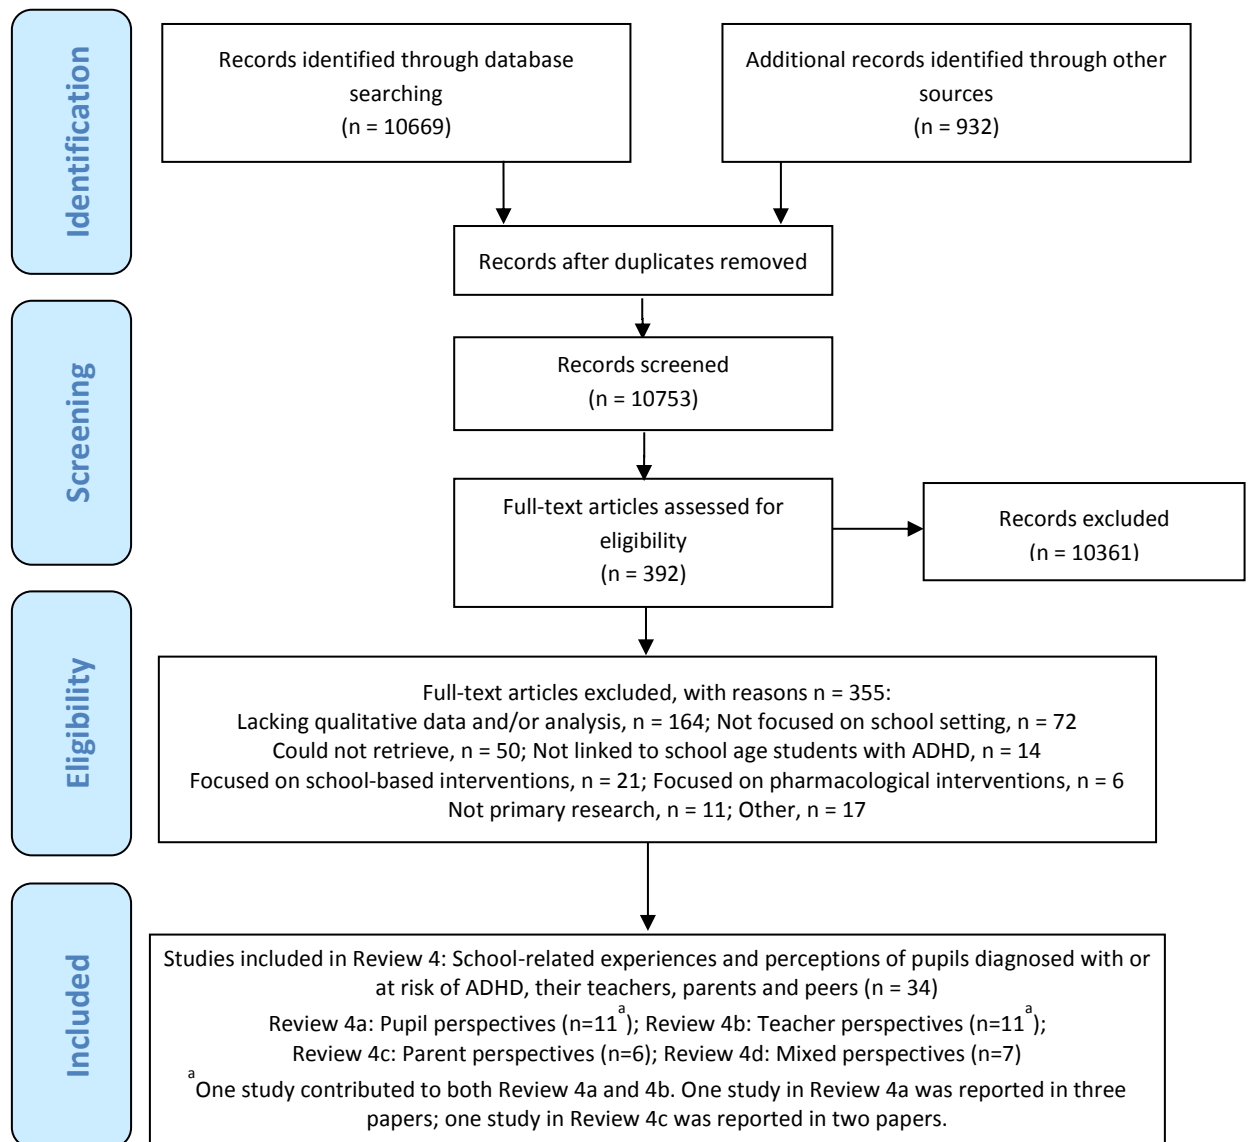 Identification
Records identified through database
searching
(n = 10669)
Additional records identified through other
sources
(n = 932)
Records after duplicates removed
Screening
Records screened
(n = 10753)
Full-text articles assessed for
eligibility
(n = 392)
Records excluded
(n = 10361)
Eligibility
Full-text articles excluded, with reasons n = 355:
Lacking qualitative data and/or analysis, n = 164; Not focused on school setting, n = 72
Could not retrieve, n = 50; Not linked to school age students with ADHD, n = 14
Focused on school-based interventions, n = 21; Focused on pharmacological interventions, n = 6
Not primary research, n = 11; Other, n = 17
Included
Studies included in Review 4: School-related experiences and perceptions of pupils diagnosed with or
at risk of ADHD, their teachers, parents and peers (n = 34)
Review 4a: Pupil perspectives (n=11a); Review 4b: Teacher perspectives (n=11a);
Review 4c: Parent perspectives (n=6); Review 4d: Mixed perspectives (n=7)
aOne study contributed to both Review 4a and 4b. One study in Review 4a was reported in three
papers; one study in Review 4c was reported in two papers.